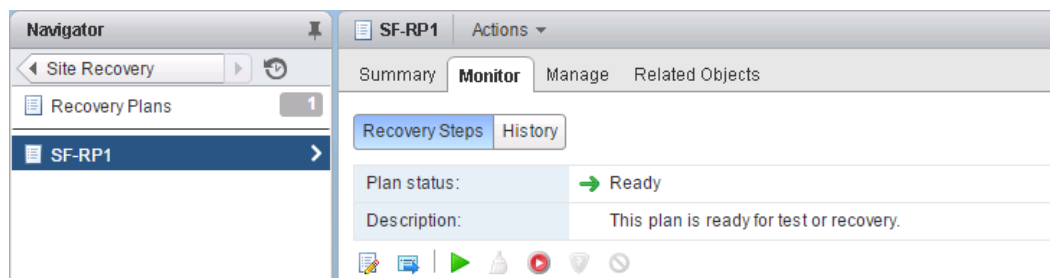 Navigator
Site Recovery
Recovery Plans 1
SF-RP1
SF-RP1 Actions
Summary Monitor Manage Related Objects
Recovery Steps History
Plan status: Ready
Description: This plan is ready for test or recovery.